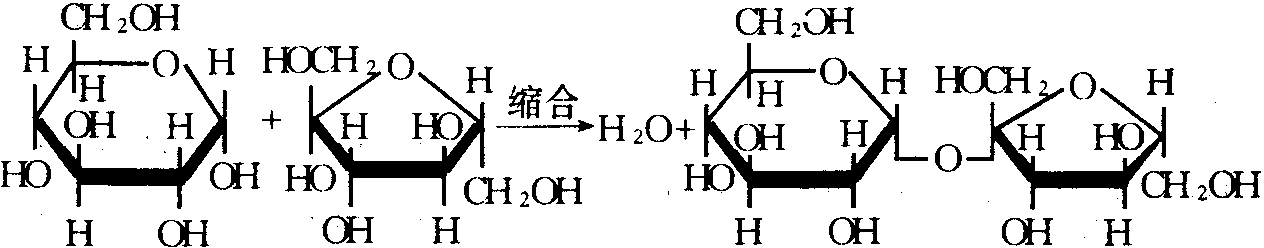 CH₂OH CH₂OH
H O H HOCH₂ O H H O H HOCH₂ O H
H 缩合 H
OH H + H HO H₂O+ OH H H HO
HO OH HO CH₂OH HO O CH₂OH
H OH OH H H OH OH H